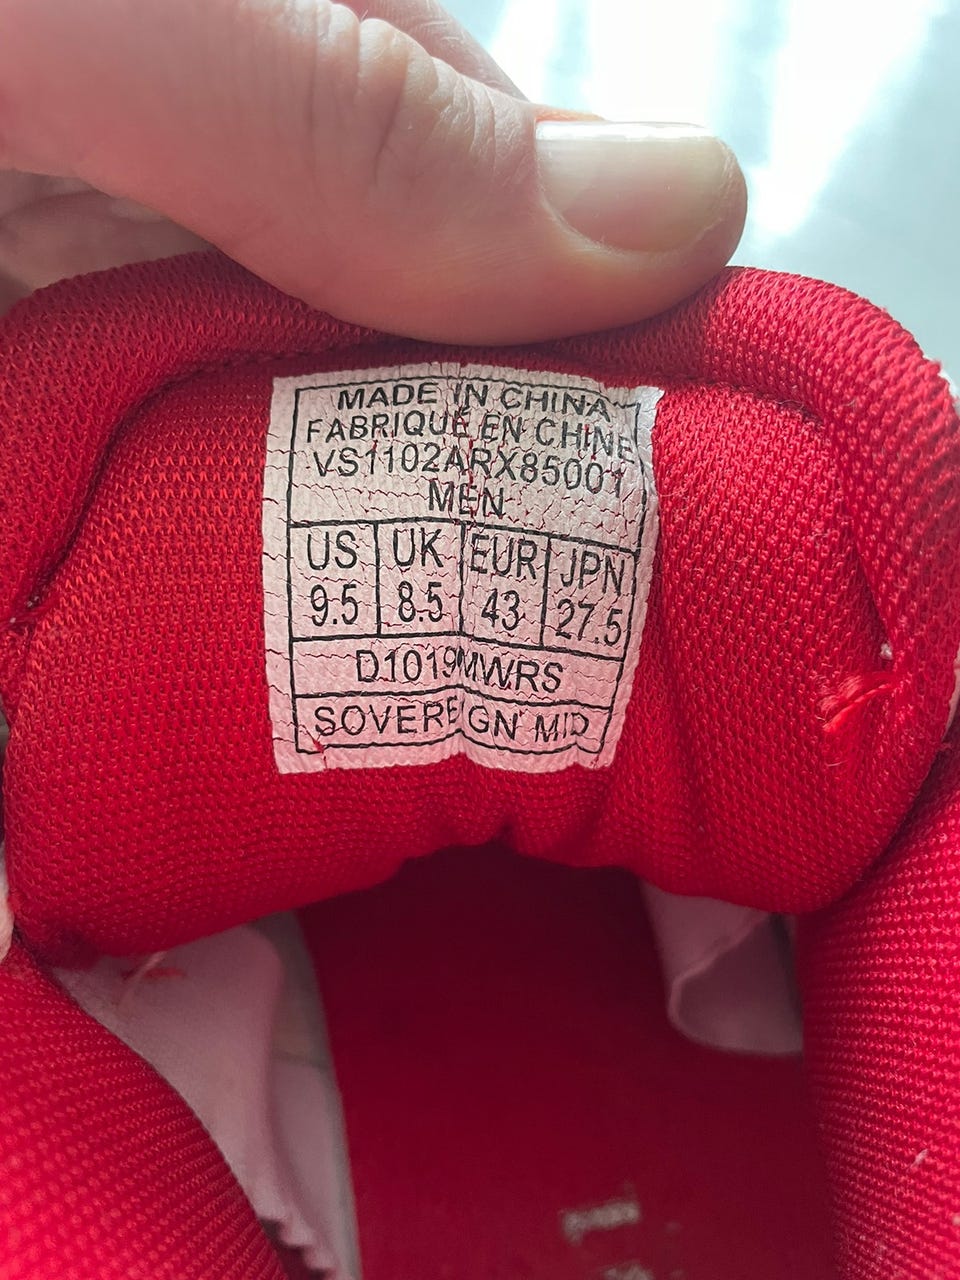 MADE IN CHINA
FABRIQUÉ EN CHINE
VS1102ARX85001
MEN
US UK EUR JPN
9.5 8.5 43 27.5
D1019MWRS
SOVEREIGN MID